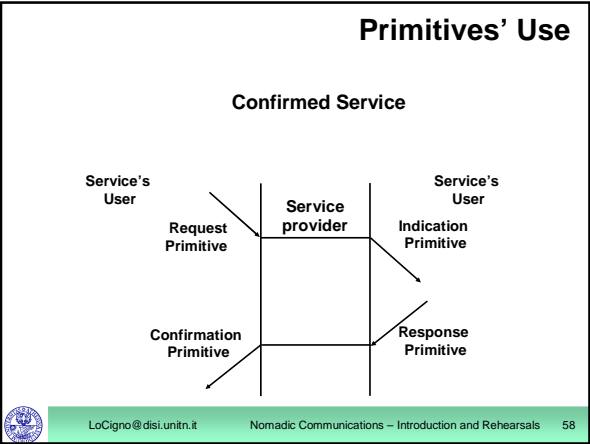 Primitives’ Use
Confirmed Service
Service's
User
Service
provider
Service's
User
Request
Primitive
Indication
Primitive
Confirmation
Primitive
Response
Primitive
LoCigno@disi.unitn.it
Nomadic Communications – Introduction and Rehearsals
58